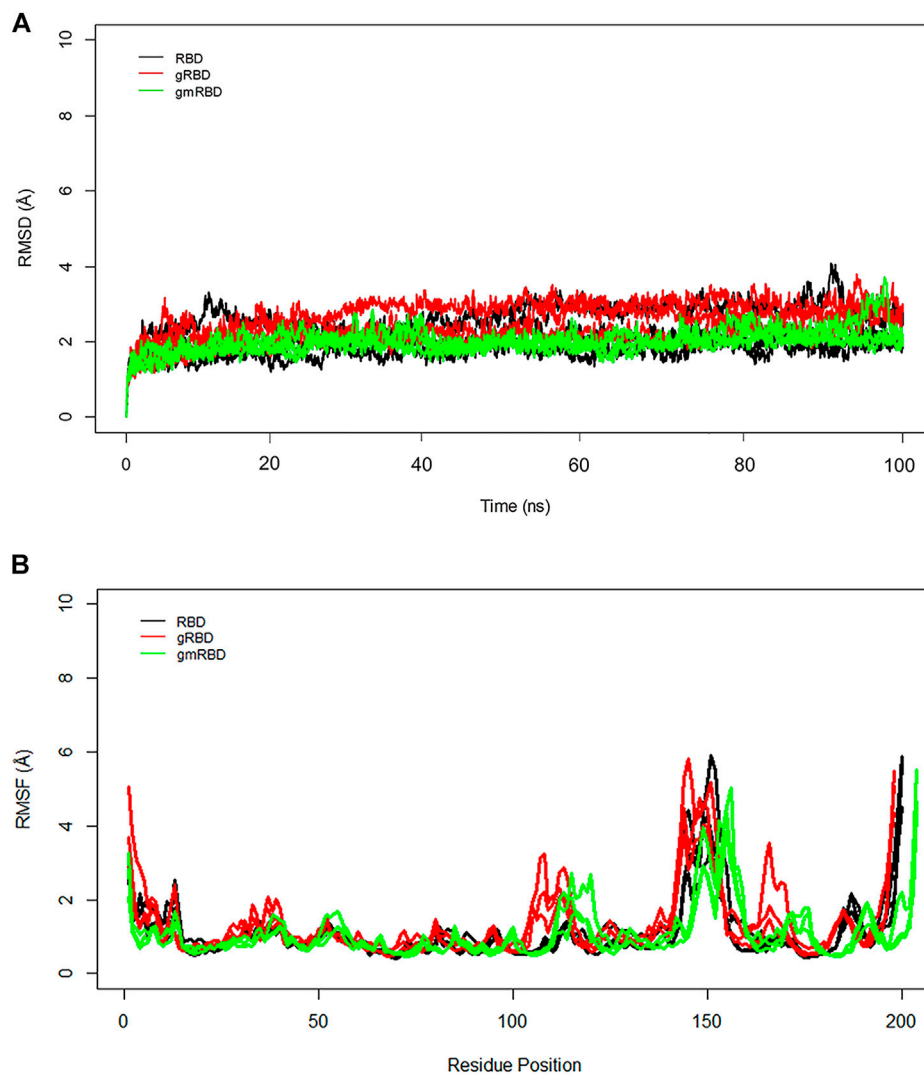 A
10
8
6
4
2
0
RMSD (Å)
RBD
gRBD
gmRBD
0 20 40 60 80 100
Time (ns)
B
10
8
6
4
2
0
RMSF (Å)
RBD
gRBD
gmRBD
0 50 100 150 200
Residue Position